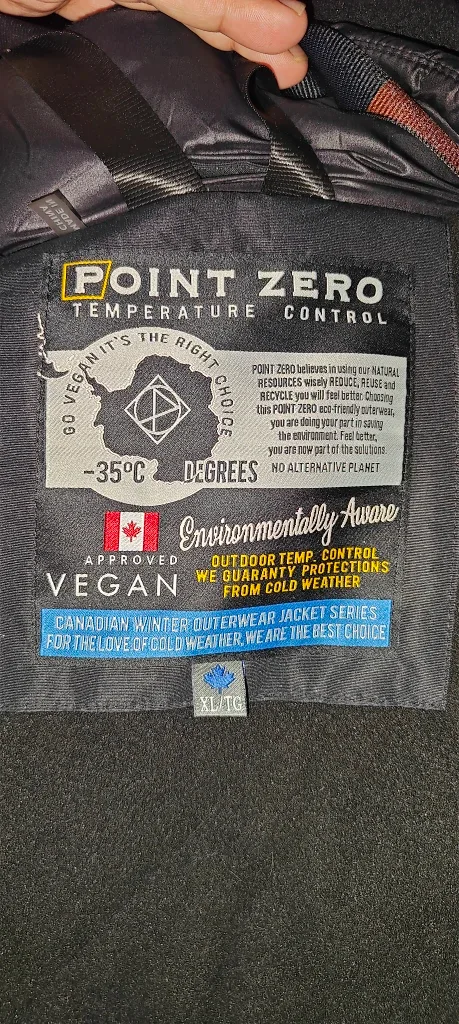 MADE IN
CHINA
POINT ZERO
TEMPERATURE CONTROL
GO VEGAN IT'S THE RIGHT CHOICE
POINT ZERO believes in using our NATURAL
RESOURCES wisely REDUCE, REUSE and
RECYCLE you will feel better. Choosing
this POINT ZERO eco-friendly outerwear,
you are doing your part in saving
the environment. Feel better,
you are now part of the solutions.
NO ALTERNATIVE PLANET
-35°C DEGREES
Environmentally Aware
APPROVED
VEGAN
OUTDOOR TEMP. CONTROL
WE GUARANTY PROTECTIONS
FROM COLD WEATHER
CANADIAN WINTER OUTERWEAR JACKET SERIES
FOR THE LOVE OF COLD WEATHER, WE ARE THE BEST CHOICE
XL/TG